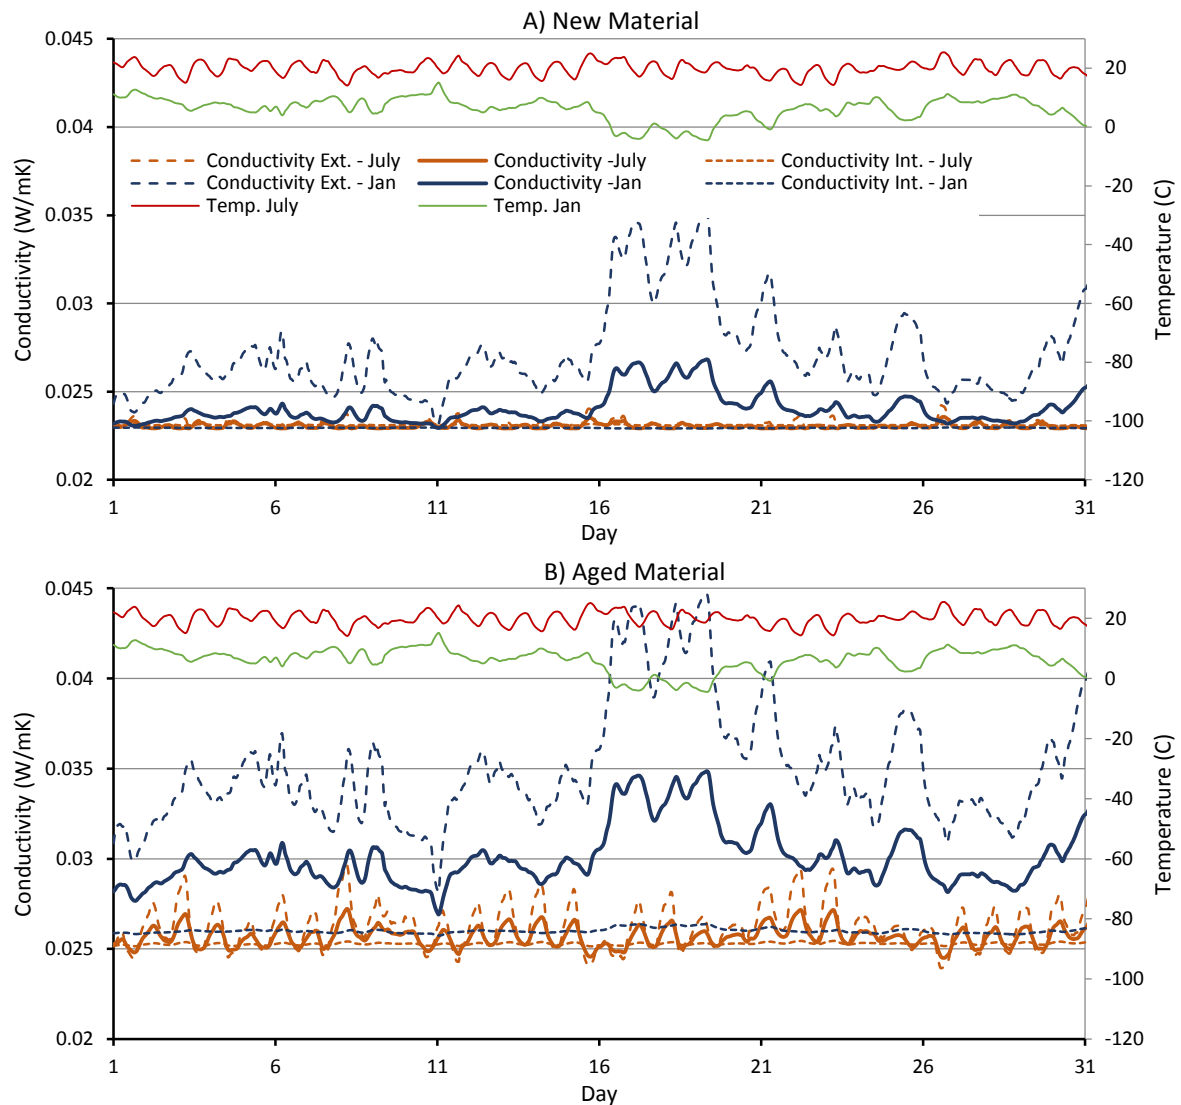 A) New Material
0.045
0.04
0.035
0.03
0.025
0.02
Conductivity (W/mK)
20
0
-20
-40
-60
-80
-100
-120
Temperature (C)
Conductivity Ext. - July Conductivity -July Conductivity Int. - July
Conductivity Ext. - Jan Conductivity -Jan Conductivity Int. - Jan
Temp. July Temp. Jan
1 6 11 16 21 26 31
Day
B) Aged Material
0.045
0.04
0.035
0.03
0.025
0.02
Conductivity (W/mK)
20
0
-20
-40
-60
-80
-100
-120
Temperature (C)
1 6 11 16 21 26 31
Day